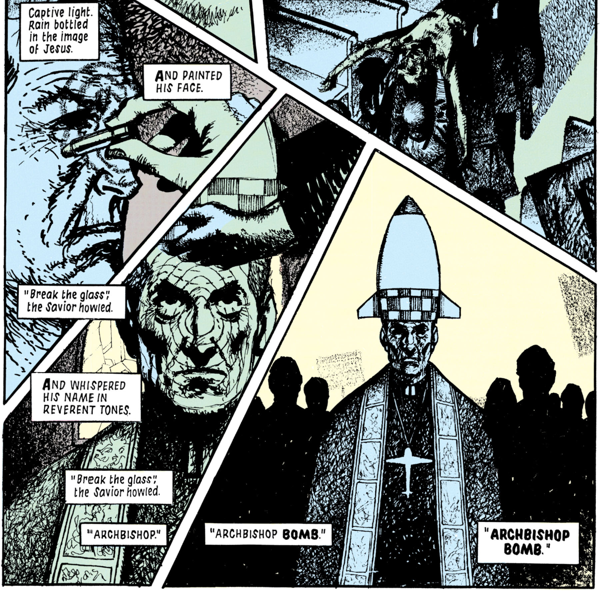 Captive light.
Rain bottled
in the image
of Jesus.
AND PAINTED
HIS FACE.
"Break the glass",
the Savior howled.
AND WHISPERED
HIS NAME IN
REVERENT TONES.
"Break the glass",
the Savior howled.
"ARCHBISHOP."
"ARCHBISHOP BOMB."
"ARCHBISHOP
BOMB."